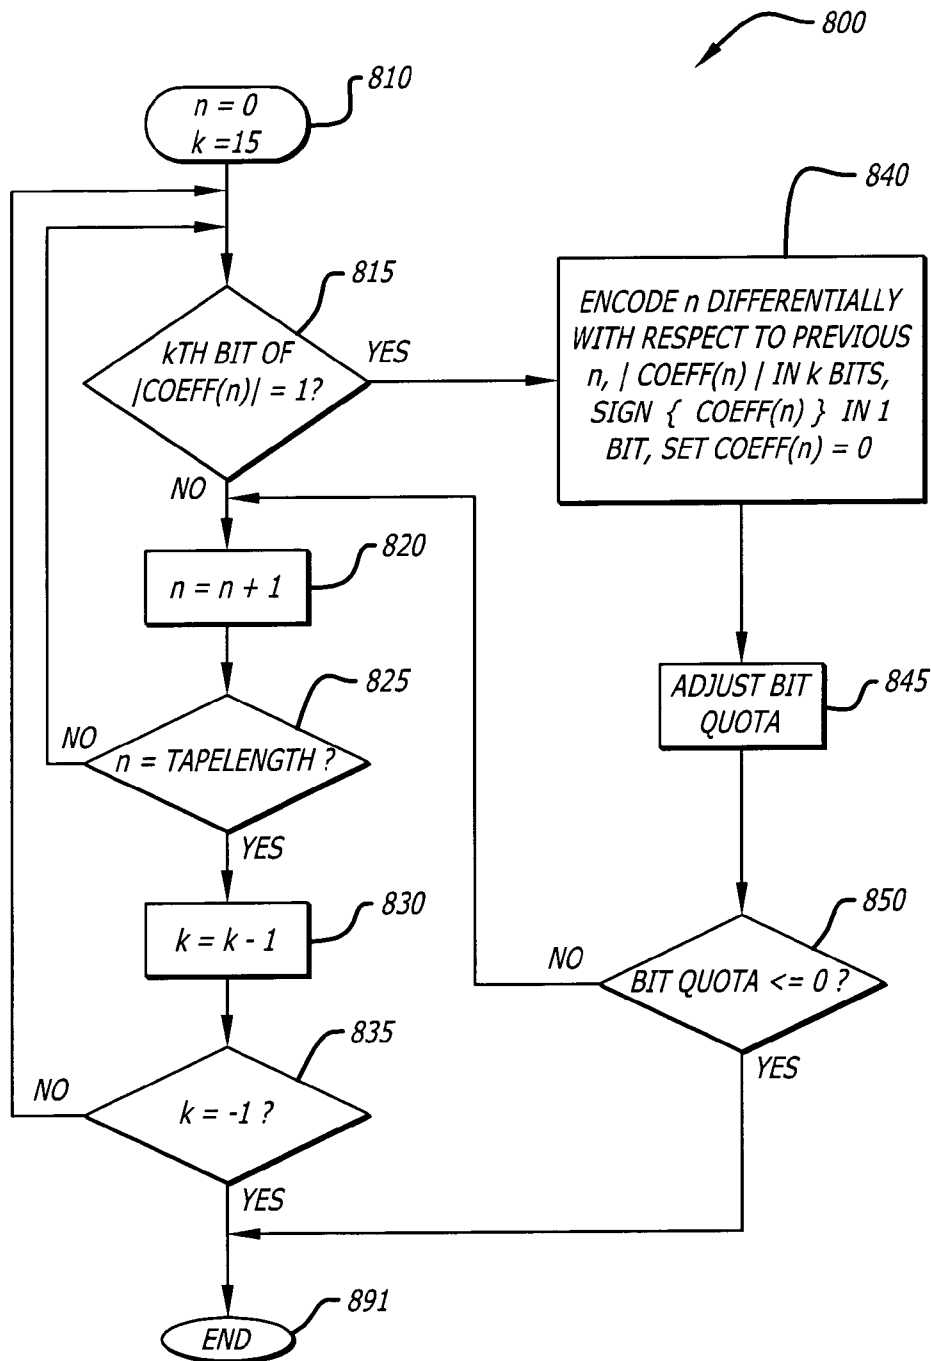 800
810
n = 0
k =15
840
815
KTH BIT OF
|COEFF(n)| = 1?
YES
ENCODE n DIFFERENTIALLY
WITH RESPECT TO PREVIOUS
n, | COEFF(n) | IN k BITS,
SIGN { COEFF(n) } IN 1
BIT, SET COEFF(n) = 0
NO
820
n = n + 1
825
NO
n = TAPELENGTH ?
YES
845
ADJUST BIT
QUOTA
830
k = k - 1
850
NO
BIT QUOTA <= 0 ?
YES
835
NO
k = -1 ?
YES
891
END